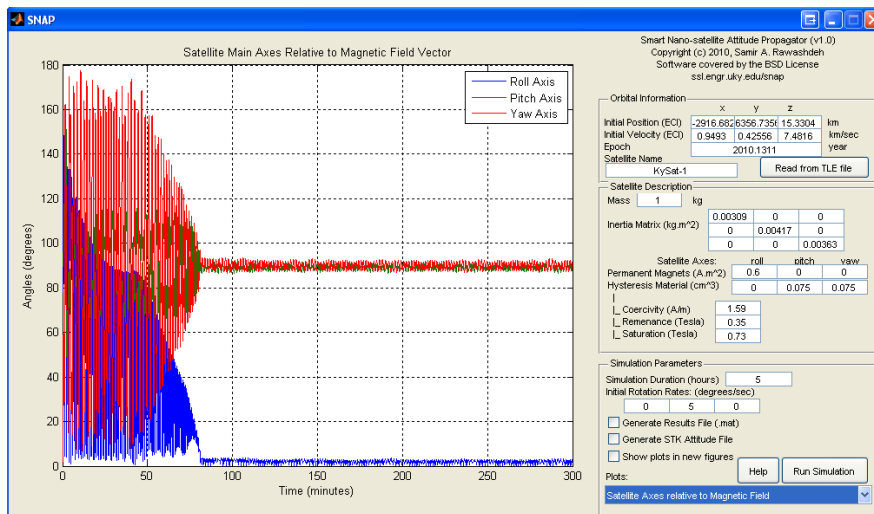 SNAP
Satellite Main Axes Relative to Magnetic Field Vector
180
160
140
120
100
80
60
40
20
0
Angles (degrees)
0 50 100 150 200 250 300
Time (minutes)
Roll Axis
Pitch Axis
Yaw Axis
Smart Nano-satellite Attitude Propagator (v1.0)
Copyright (c) 2010, Samir A. Rawashdeh
Software covered by the BSD License
ssl.engr.uky.edu/snap
Orbital Information
x y z
Initial Position (ECI) -2916.682 6356.7356 15.3304 km
Initial Velocity (ECI) 0.9493 0.42556 7.4816 km/sec
Epoch 2010.1311 year
Satellite Name
KySat-1 Read from TLE file
Satellite Description
Mass 1 kg
0.00309 0 0
Inertia Matrix (kg.m^2) 0 0.00417 0
0 0 0.00363
Satellite Axes: roll pitch yaw
Permanent Magnets (A.m^2) 0.6 0 0
Hysteresis Material (cm^3) 0 0.075 0.075
|
|_ Coercivity (A/m) 1.59
|_ Remenance (Tesla) 0.35
|_ Saturation (Tesla) 0.73
Simulation Parameters
Simulation Duration (hours) 5
Initial Rotation Rates: (degrees/sec)
0 5 0
Generate Results File (.mat)
Generate STK Attitude File
Show plots in new figures
Help Run Simulation
Plots:
Satellite Axes relative to Magnetic Field